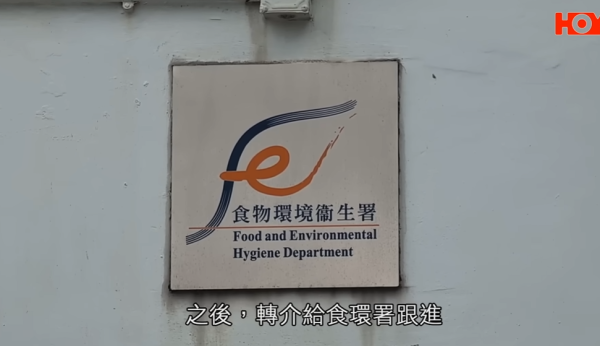 HOY
食物環境衞生署
Food and Environmental
Hygiene Department
之後，轉介給食環署跟進